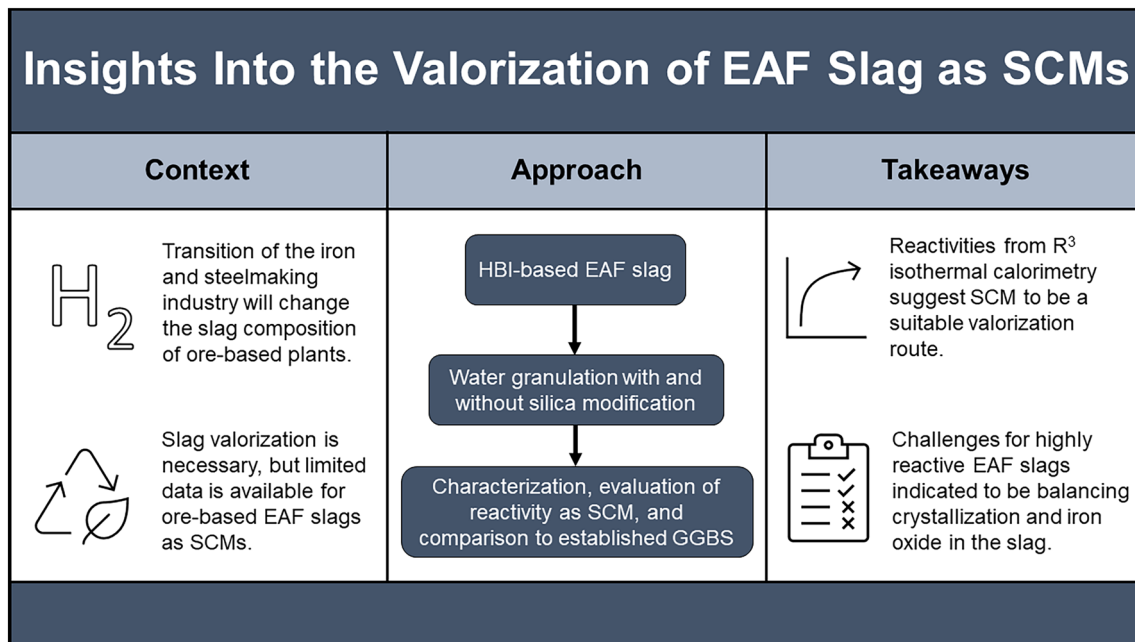 Insights Into the Valorization of EAF Slag as SCMs
Context
Approach
Takeaways
H2
Transition of the iron
and steelmaking
industry will change
the slag composition
of ore-based plants.
Slag valorization is
necessary, but limited
data is available for
ore-based EAF slags
as SCMs.
HBI-based EAF slag
Water granulation with and
without silica modification
Characterization, evaluation of
reactivity as SCM, and
comparison to established GGBS
Reactivities from R³
isothermal calorimetry
suggest SCM to be a
suitable valorization
route.
Challenges for highly
reactive EAF slags
indicated to be balancing
crystallization and iron
oxide in the slag.